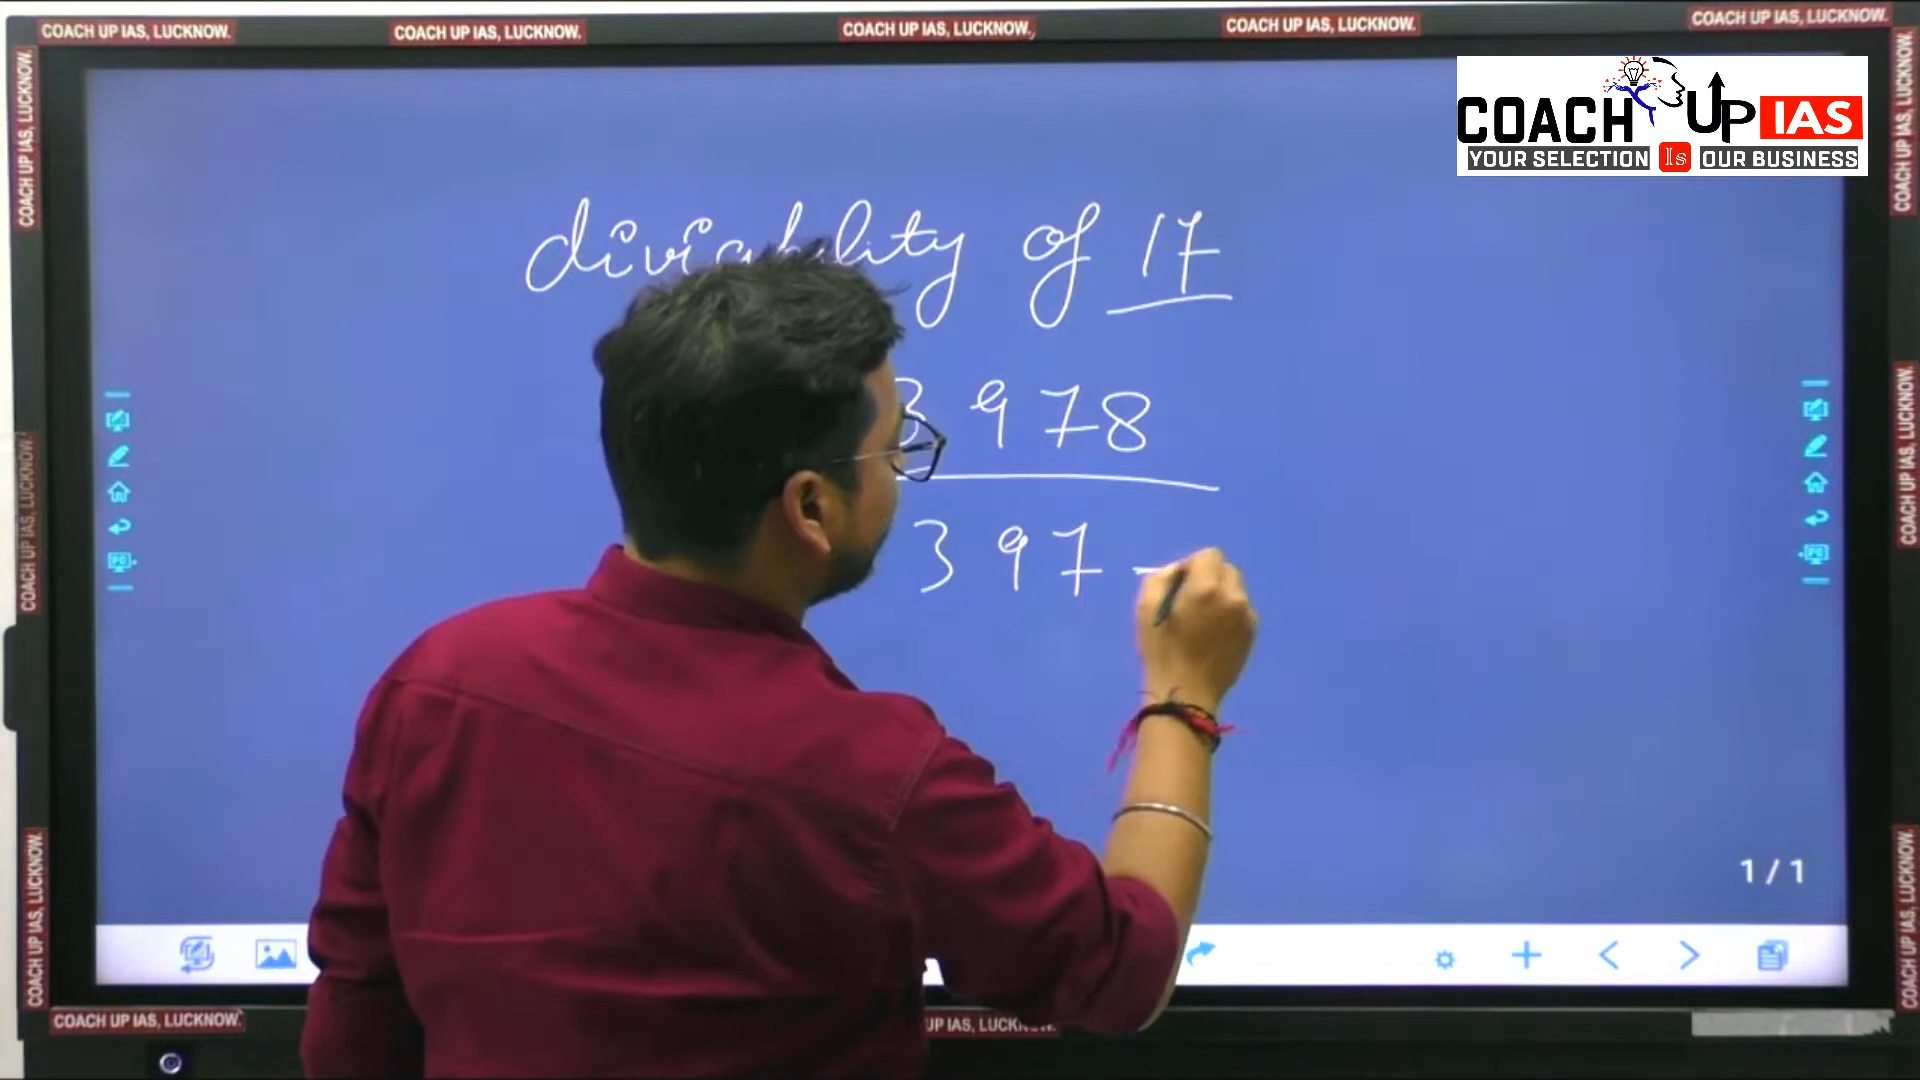 COACH UP IAS, LUCKNOW. COACH UP IAS, LUCKNOW. COACH UP IAS, LUCKNOW. COACH UP IAS, LUCKNOW. COACH UP IAS, LUCKNOW.
COACH UP IAS
YOUR SELECTION Is OUR BUSINESS
of 17
3978
397 -
1/1
COACH UP IAS, LUCKNOW.
UP IAS,
COACH UP IAS, LUCKNOW.
COACH UP IAS, LUCKNOW.
COACH UP IAS, LUCKNOW.
COACH UP IAS, LUCKNOW.
COACH UP IAS, LUCKNOW.
COACH UP IAS, LUCKNOW.